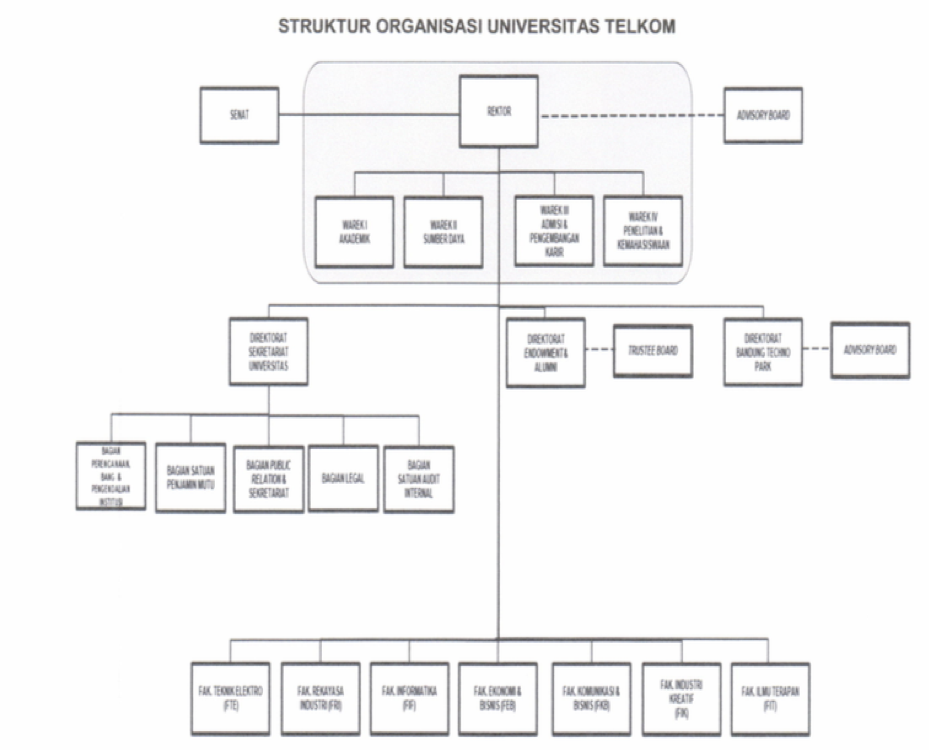 STRUKTUR ORGANISASI UNIVERSITAS TELKOM
SENAT
REKTOR
ADVISORY BOARD
WAREK I
AKADEMIK
WAREK II
SUMBER DAYA
WAREK III
ADMISI &
PENGEMBANGAN
KARIR
WAREK IV
PENELITIAN &
KEMAHASISWAAN
DIREKTORAT
SEKRETARIAT
UNIVERSITAS
DIREKTORAT
ENDOWMENT &
ALUMNI
TRUSTEE BOARD
DIREKTORAT
BANDUNG TECHNO
PARK
ADVISORY BOARD
BAGIAN
PERENCANAAN,
BANG. &
PENGENDALIAN
INSTITUSI
BAGIAN SATUAN
PENJAMIN MUTU
BAGIAN PUBLIC
RELATION &
SEKRETARIAT
BAGIAN LEGAL
BAGIAN
SATUAN AUDIT
INTERNAL
FAK. TEKNIK ELEKTRO
(FTE)
FAK. REKAYASA
INDUSTRI (FRI)
FAK. INFORMATIKA
(FIF)
FAK. EKONOMI &
BISNIS (FEB)
FAK. KOMUNIKASI &
BISNIS (FKB)
FAK. INDUSTRI
KREATIF
(FIK)
FAK. ILMU TERAPAN
(FIT)